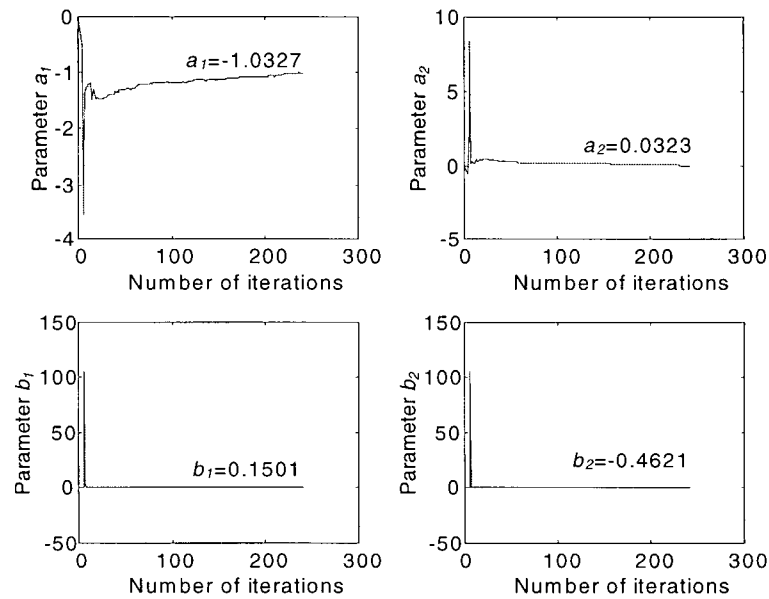 0
-1
-2
-3
-4
Parameter a1
a1=-1.0327
0 100 200 300
Number of iterations
10
5
0
-5
Parameter a2
a2=0.0323
0 100 200 300
Number of iterations
150
100
50
0
-50
Parameter b1
b1=0.1501
0 100 200 300
Number of iterations
150
100
50
0
-50
Parameter b2
b2=-0.4621
0 100 200 300
Number of iterations